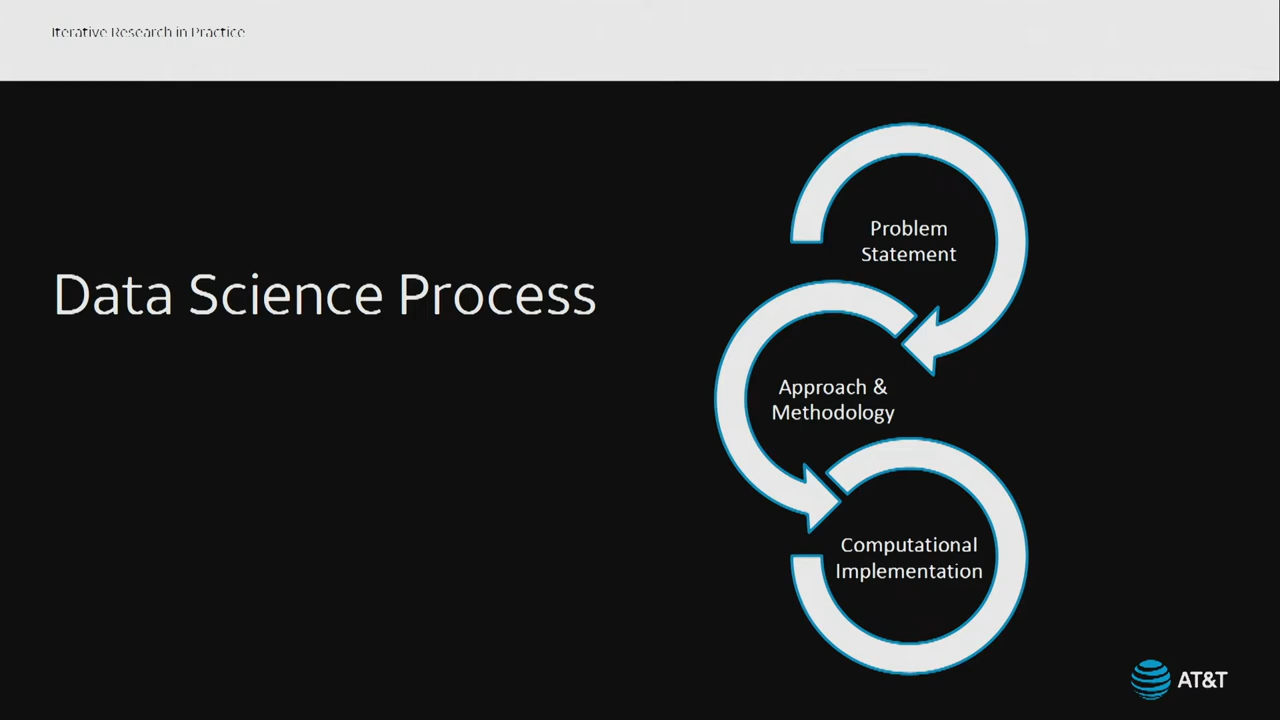 Iterative Research in Practice
Data Science Process
Problem
Statement
Approach &
Methodology
Computational
Implementation
AT&T